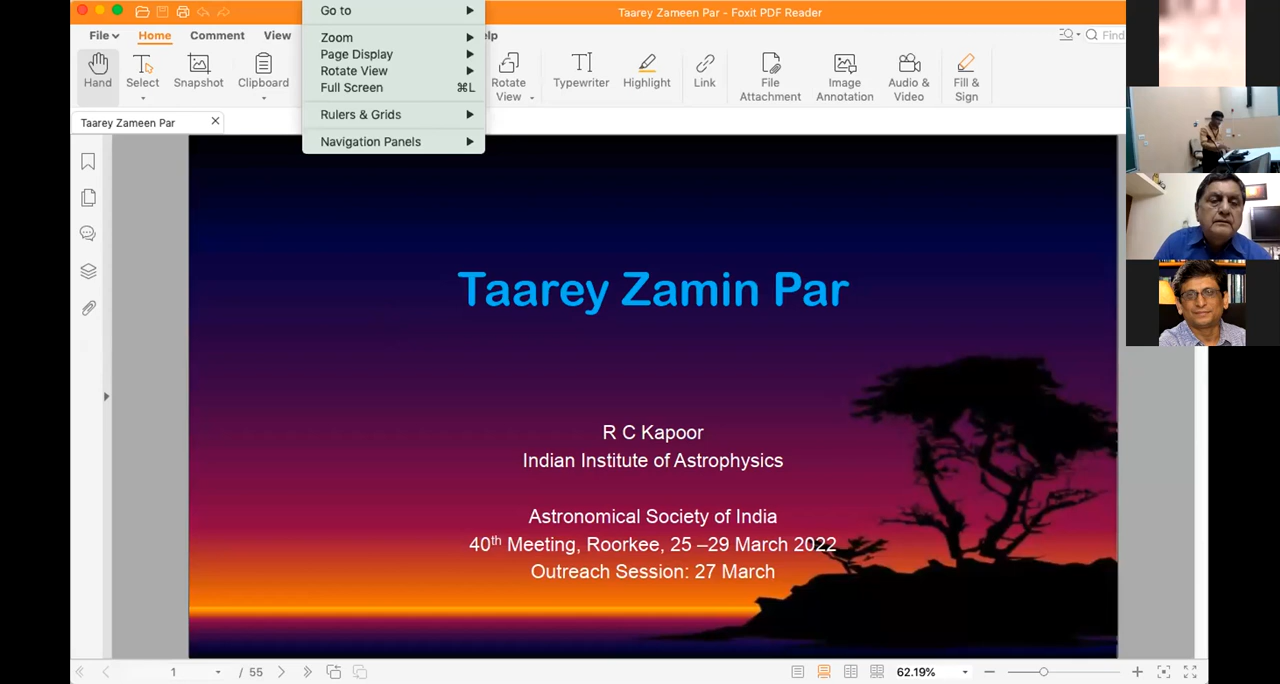 Taarey Zameen Par - Foxit PDF Reader
File Home Comment View elp Find
Go to
Zoom
Page Display
Rotate View
Full Screen ⌘L
Rulers & Grids
Navigation Panels
Hand Select Snapshot Clipboard Rotate View Typewriter Highlight Link File Attachment Image Annotation Audio & Video Fill & Sign
Taarey Zameen Par
Taarey Zamin Par
R C Kapoor
Indian Institute of Astrophysics
Astronomical Society of India
40th Meeting, Roorkee, 25 –29 March 2022
Outreach Session: 27 March
1 / 55 62.19%